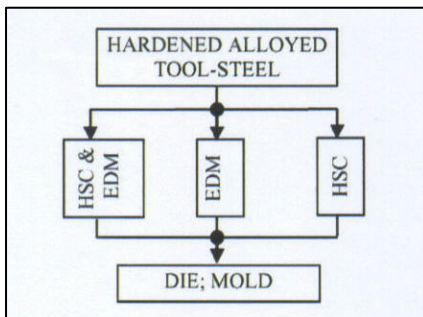 HARDENED ALLOYED
TOOL-STEEL
HSC &
EDM
EDM
HSC
DIE; MOLD